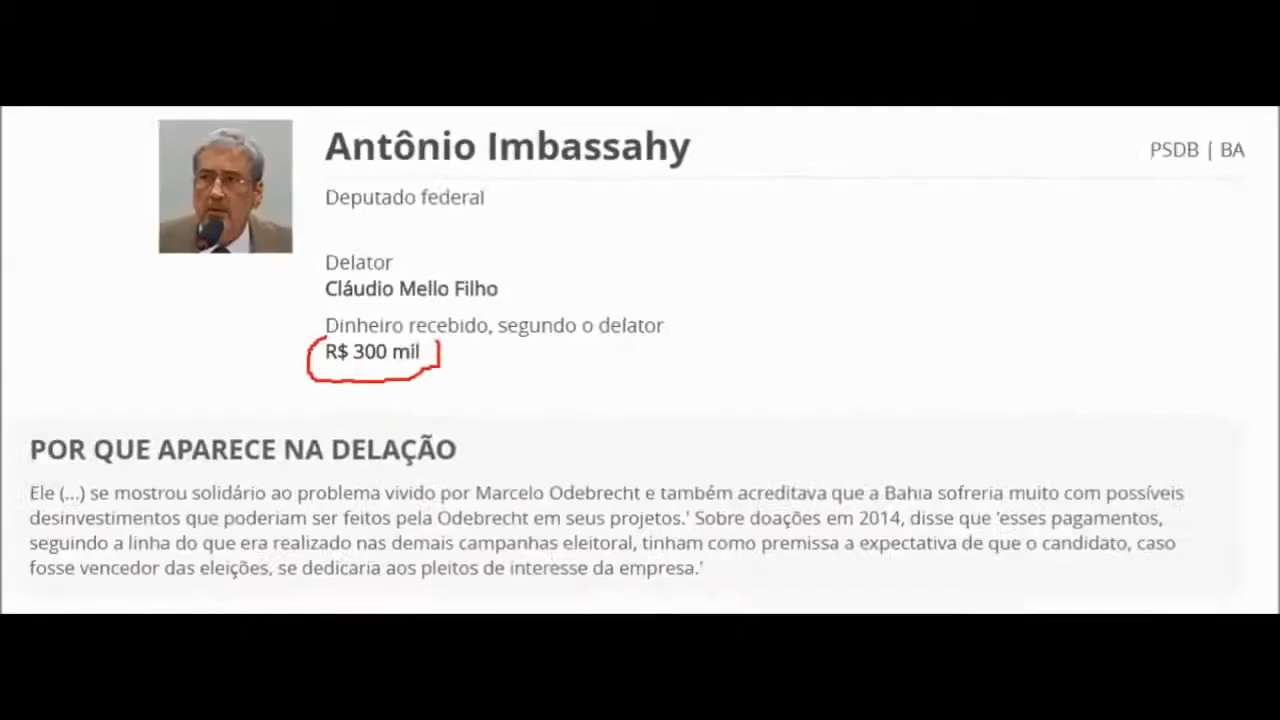 Antônio Imbassahy
PSDB | BA
Deputado federal
Delator
Cláudio Mello Filho
Dinheiro recebido, segundo o delator
R$ 300 mil
POR QUE APARECE NA DELAÇÃO
Ele (...) se mostrou solidário ao problema vivido por Marcelo Odebrecht e também acreditava que a Bahia sofreria muito com possíveis
desinvestimentos que poderiam ser feitos pela Odebrecht em seus projetos.' Sobre doações em 2014, disse que 'esses pagamentos,
seguindo a linha do que era realizado nas demais campanhas eleitoral, tinham como premissa a expectativa de que o candidato, caso
fosse vencedor das eleições, se dedicaria aos pleitos de interesse da empresa.'